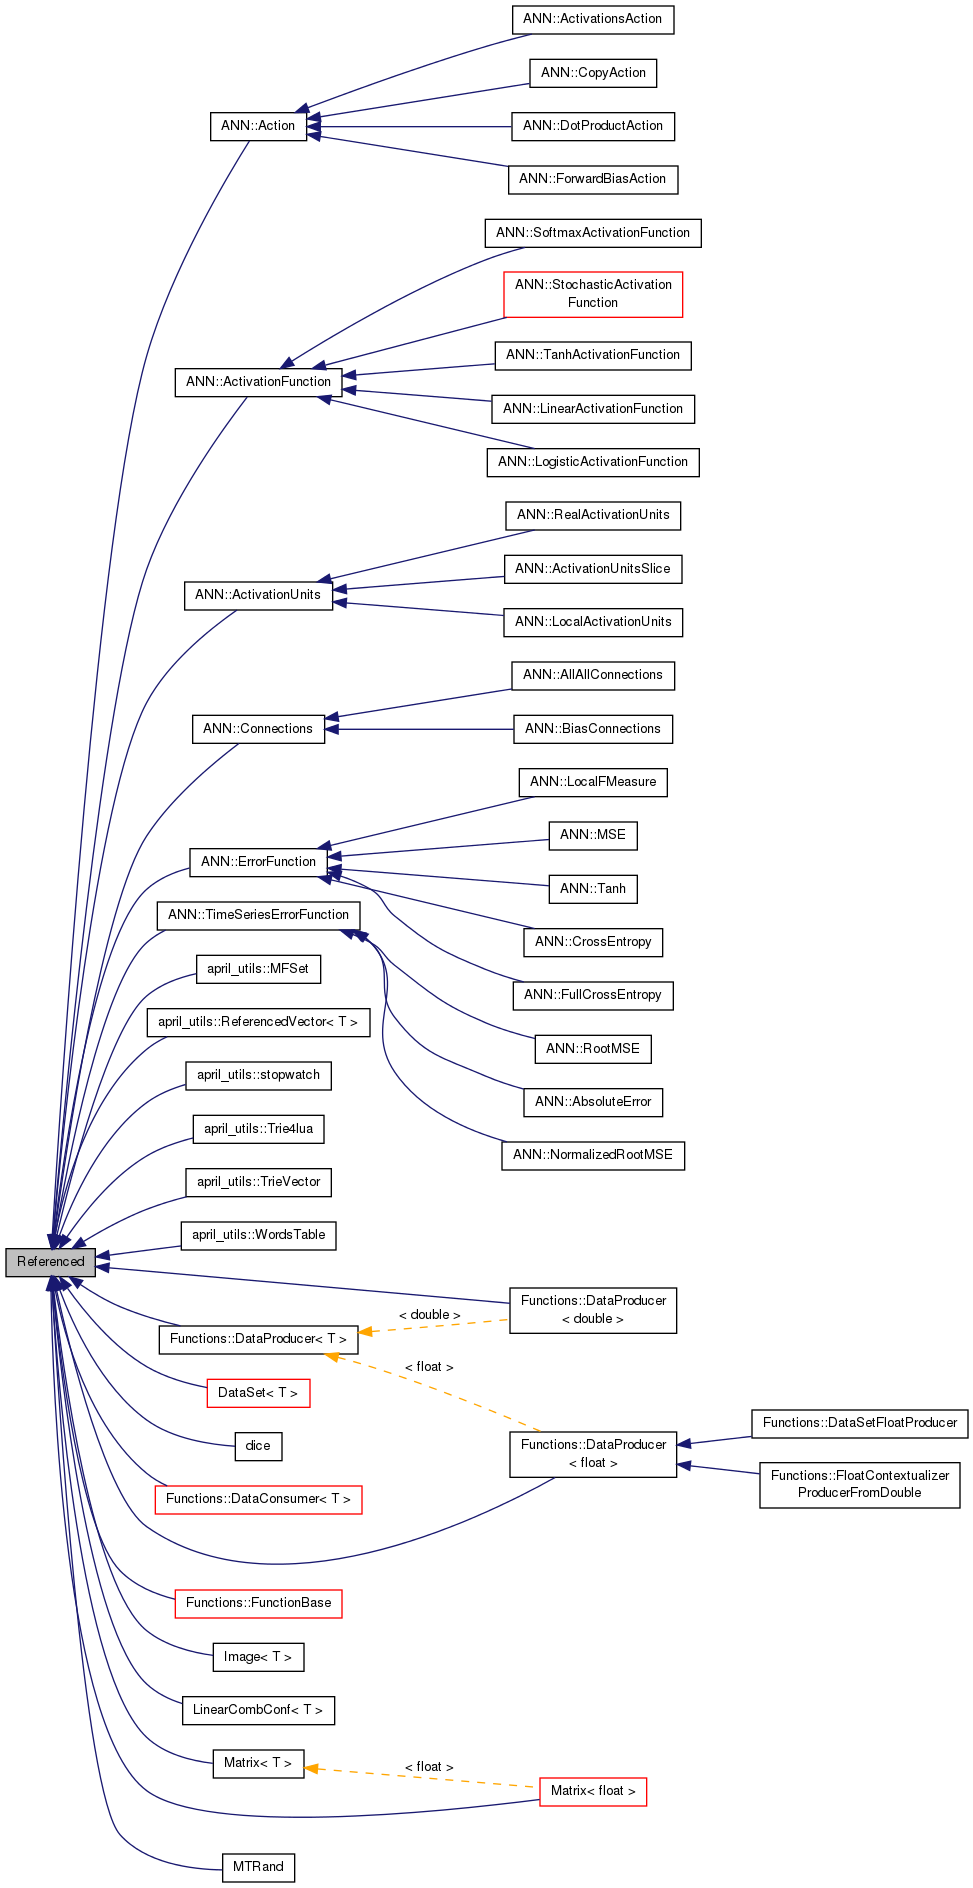 ANN::ActivationsAction
ANN::CopyAction
ANN::Action
ANN::DotProductAction
ANN::ForwardBiasAction
ANN::SoftmaxActivationFunction
ANN::StochasticActivation
Function
ANN::TanhActivationFunction
ANN::ActivationFunction
ANN::LinearActivationFunction
ANN::LogisticActivationFunction
ANN::RealActivationUnits
ANN::ActivationUnitsSlice
ANN::ActivationUnits
ANN::LocalActivationUnits
ANN::AllAllConnections
ANN::Connections
ANN::BiasConnections
ANN::LocalFMeasure
ANN::MSE
ANN::ErrorFunction
ANN::Tanh
ANN::TimeSeriesErrorFunction
ANN::CrossEntropy
april_utils::MFSet
ANN::FullCrossEntropy
april_utils::ReferencedVector< T >
ANN::RootMSE
april_utils::stopwatch
ANN::AbsoluteError
april_utils::Trie4lua
ANN::NormalizedRootMSE
april_utils::TrieVector
april_utils::WordsTable
Referenced
Functions::DataProducer
< double >
< double >
Functions::DataProducer< T >
< float >
DataSet< T >
Functions::DataSetFloatProducer
dice
Functions::DataProducer
< float >
Functions::FloatContextualizer
ProducerFromDouble
Functions::DataConsumer< T >
Functions::FunctionBase
Image< T >
LinearCombConf< T >
Matrix< T >
< float >
Matrix< float >
MTRand